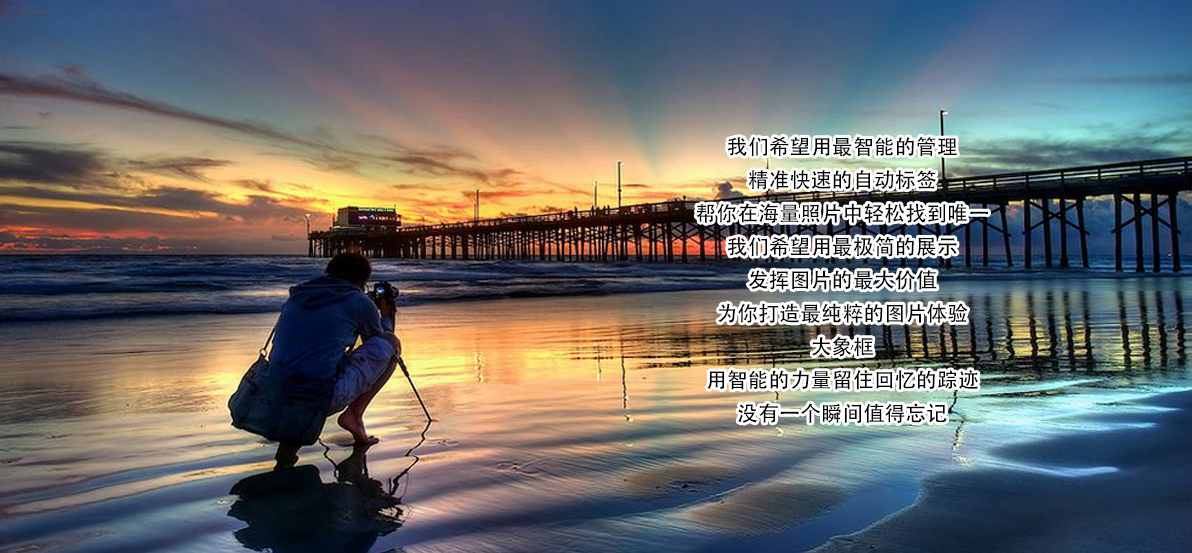 我们希望用最智能的管理
精准快速的自动标签
帮你在海量照片中轻松找到唯一
我们希望用最极简的展示
发挥图片的最大价值
为你打造最纯粹的图片体验
大象框
用智能的力量留住回忆的踪迹
没有一个瞬间值得忘记